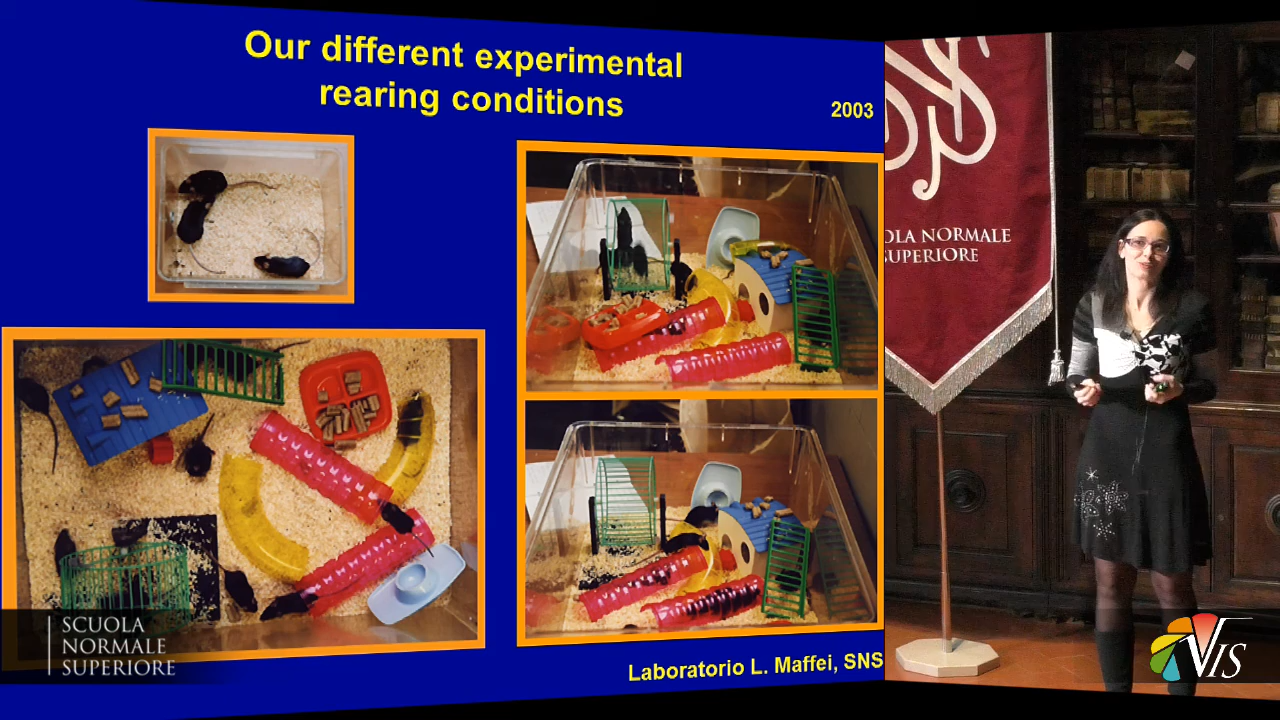 Our different experimental
rearing conditions
2003
Laboratorio L. Maffei, SNS
SCUOLA
NORMALE
SUPERIORE
OLA NORMALE
SUPERIORE
VIS